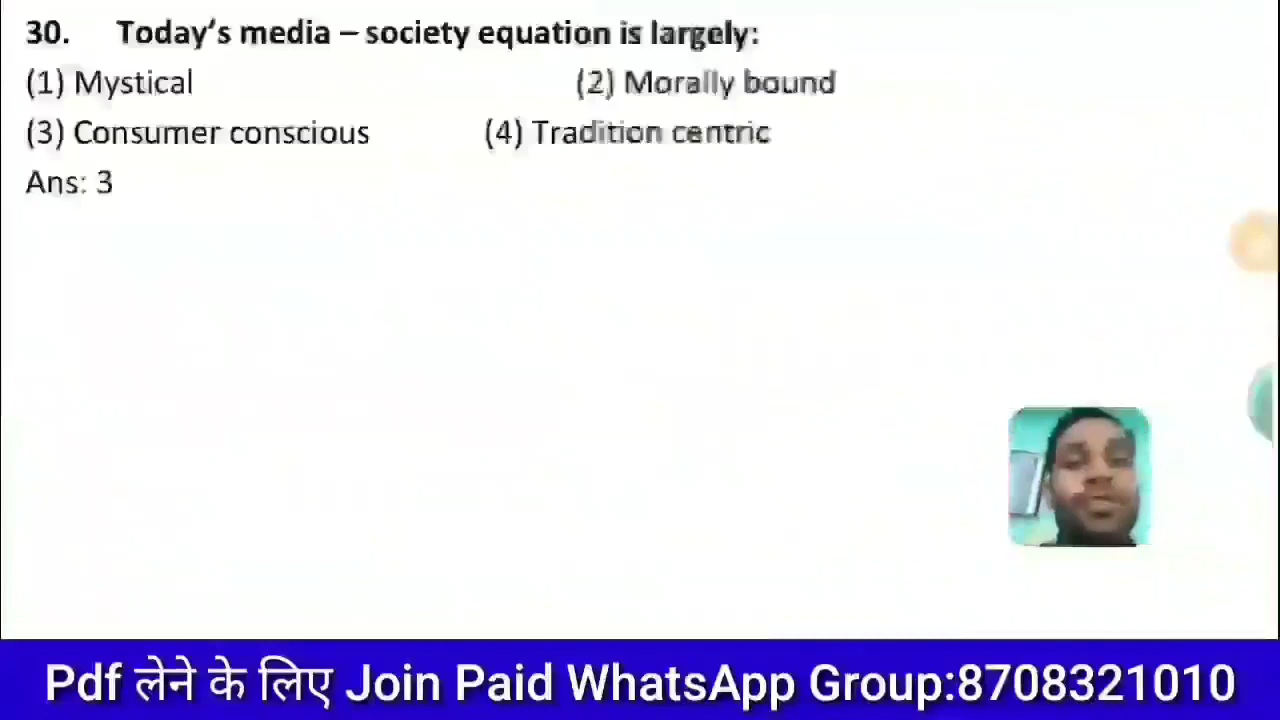 30. Today's media – society equation is largely:
(1) Mystical (2) Morally bound
(3) Consumer conscious (4) Tradition centric
Ans: 3
Pdf लेने के लिए Join Paid WhatsApp Group:8708321010